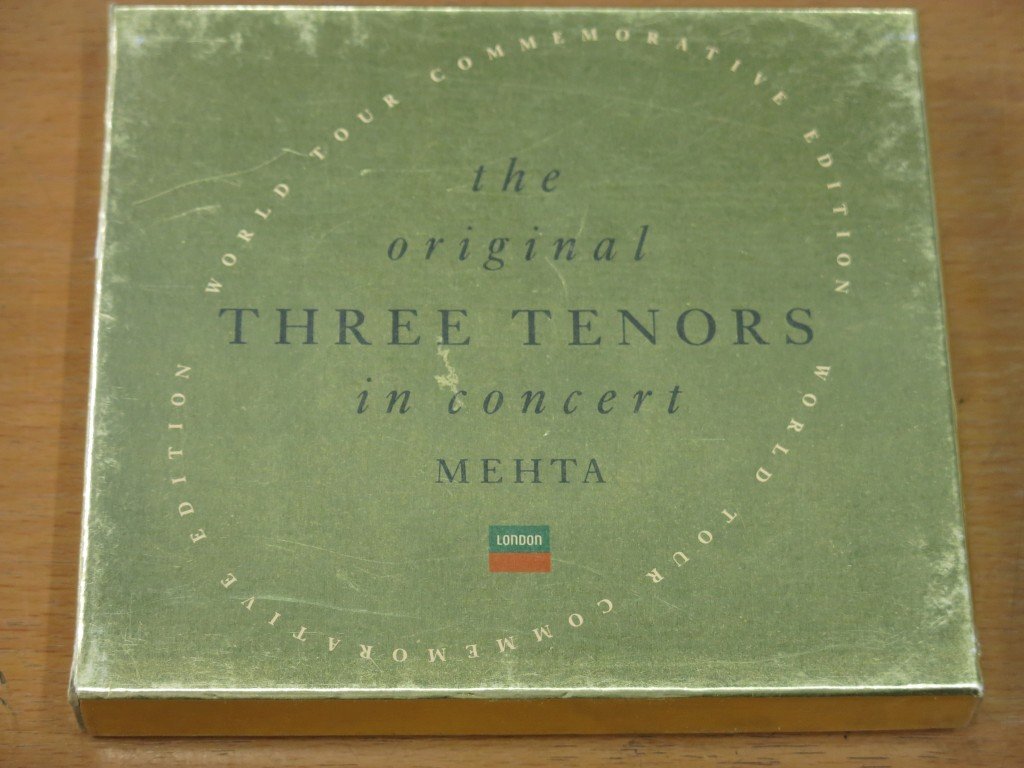 WORLD TOUR COMMEMORATIVE EDITION
the
original
THREE TENORS
in concert
MEHTA
LONDON
WORLD TOUR COMMEMORATIVE EDITION